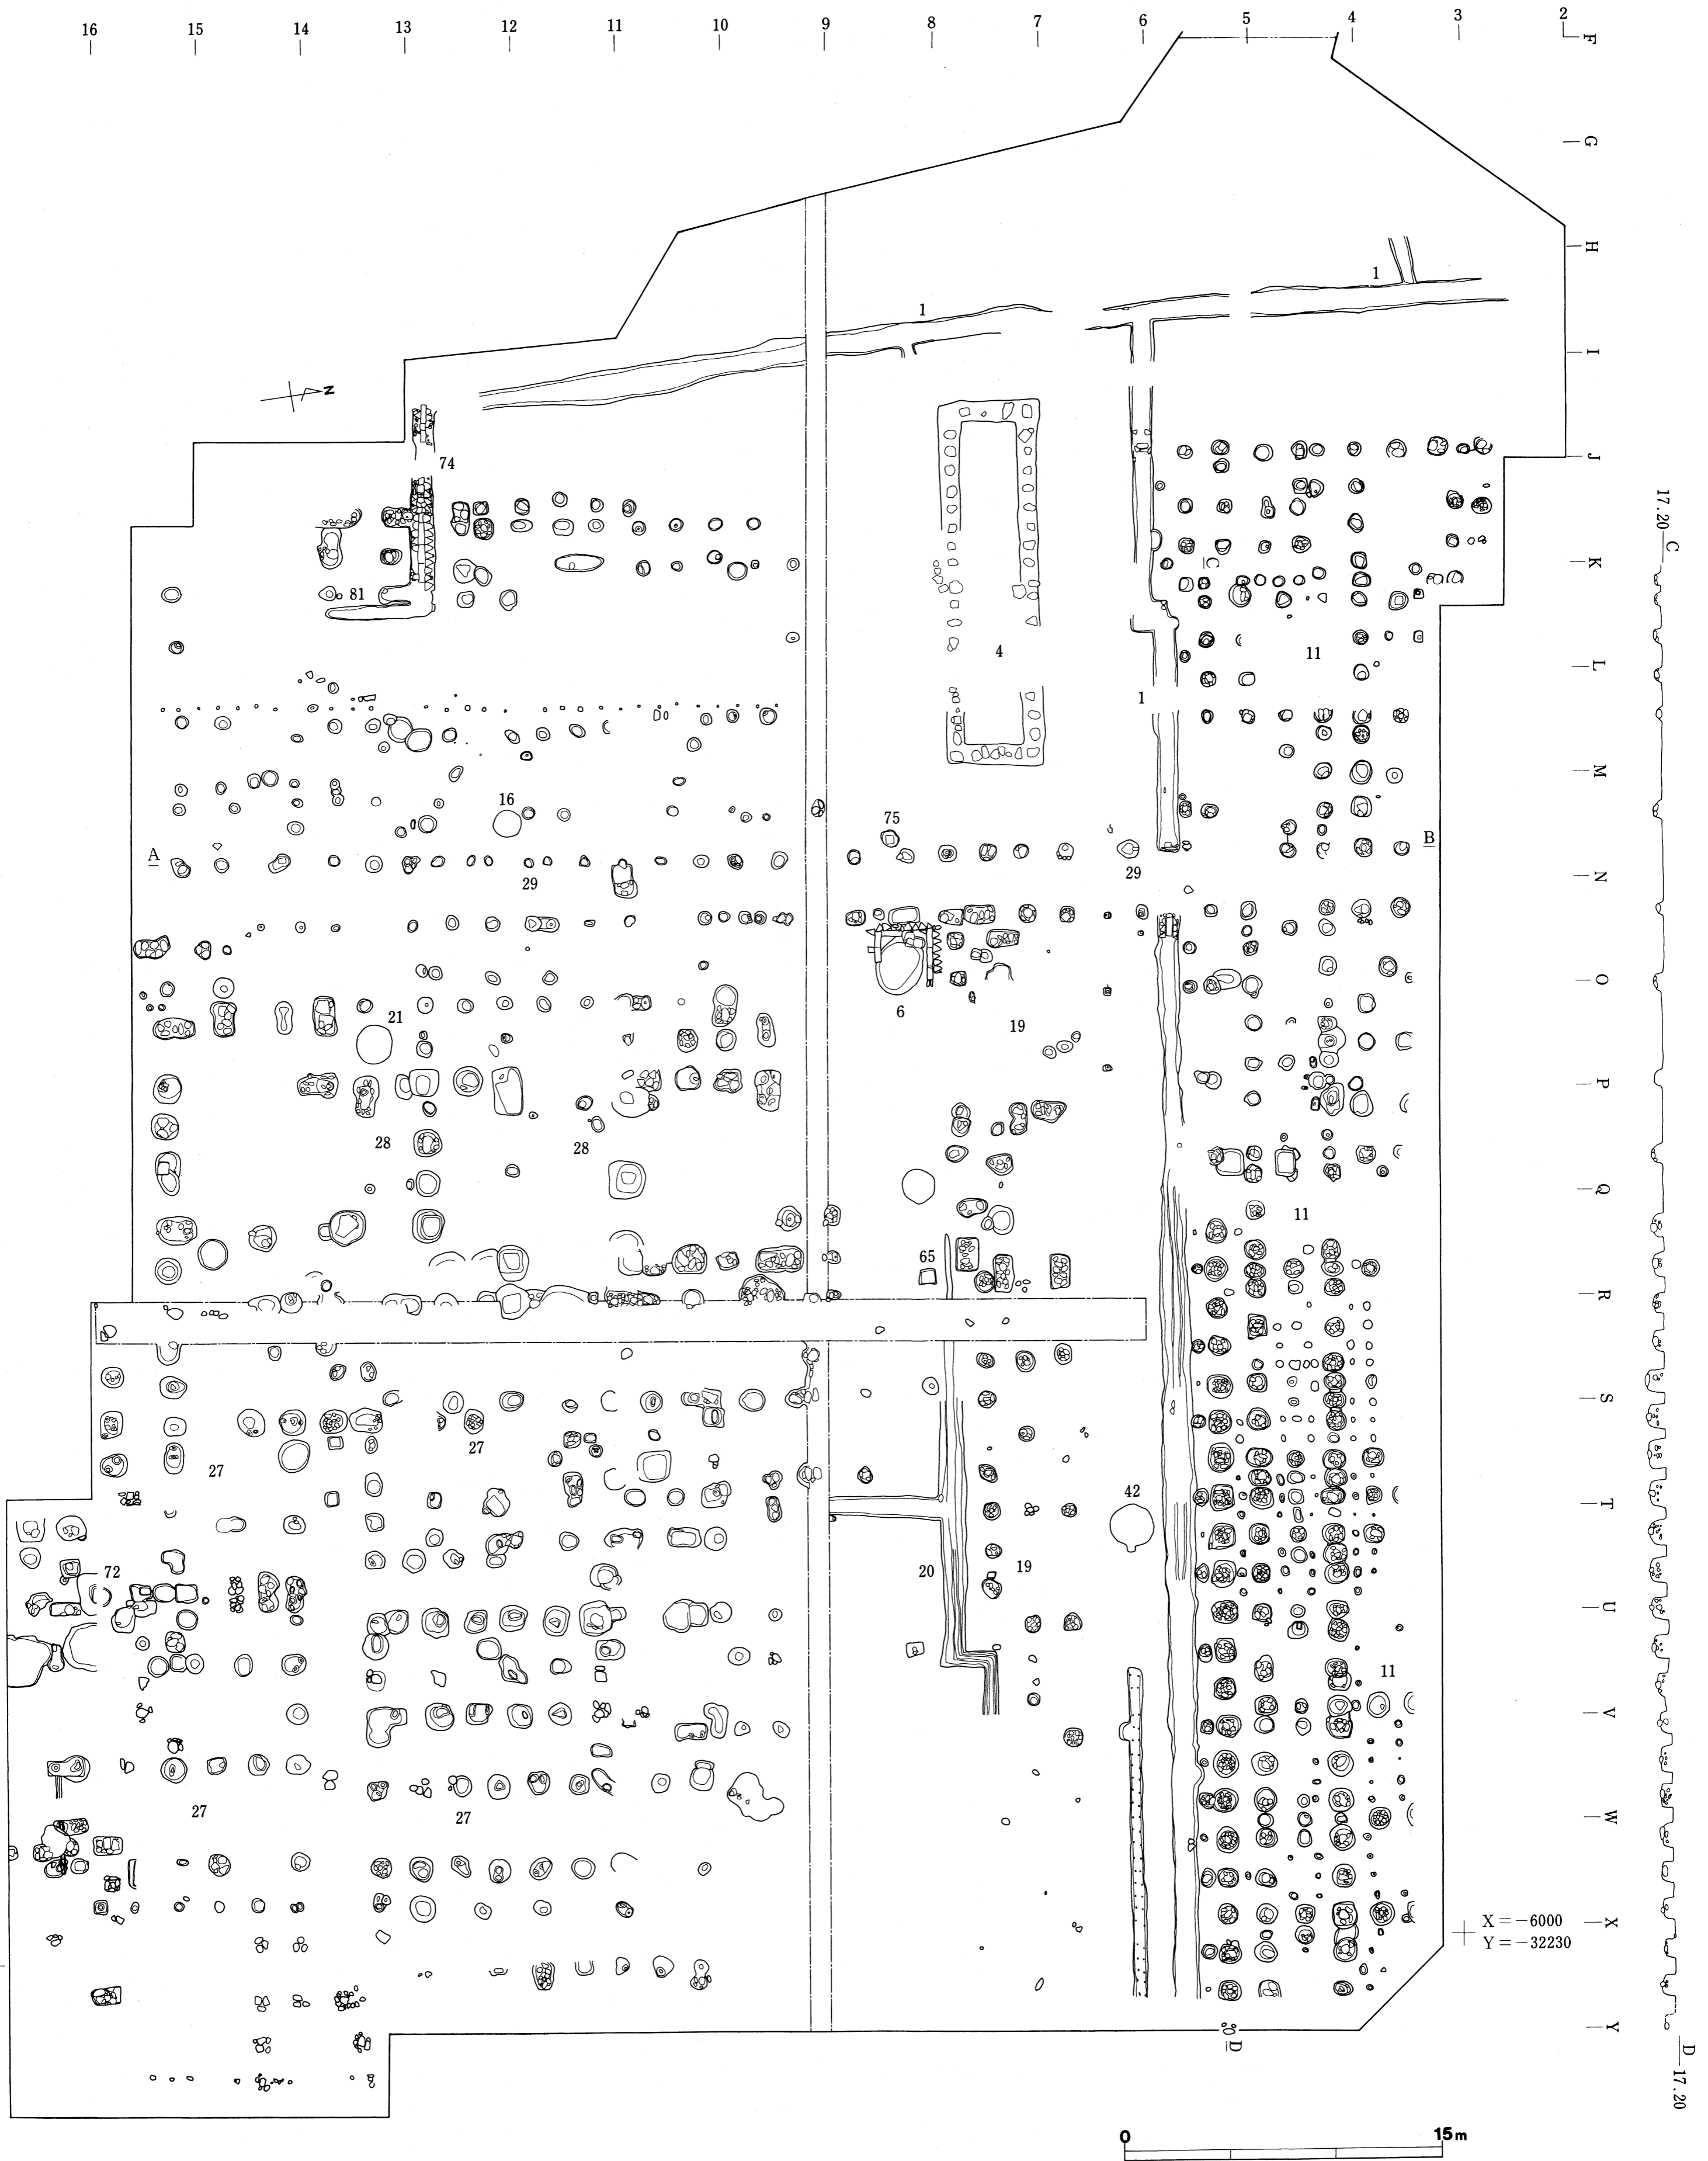 16 15 14 13 12 11 10 9 8 7 6 5 4 3 2
F
G
H
1
1
I
N
J
74
17.20 C
K
C
81
4
11
L
1
M
16
75
A
B
29
29
N
O
6
21
19
P
28
28
Q
11
65
R
S
27
27
T
42
72
20
19
U
11
V
27
27
W
X
X=-6000
Y=-32230
Y
D
D 17.20
0 15m